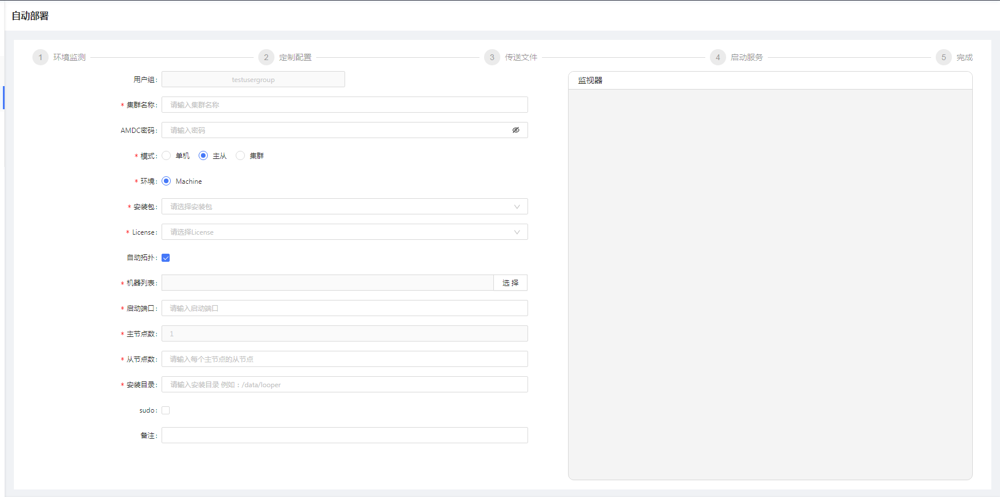 自动部署
1 环境监测 2 定制配置 3 传送文件 4 启动服务 5 完成
用户组: testusergroup
* 集群名称: 请输入集群名称
AMDC密码: 请输入密码
* 模式: 单机 主从 集群
* 环境: Machine
* 安装包: 请选择安装包
* License: 请选择License
自动拓扑:
* 机器列表: 选 择
* 启动端口: 请输入启动端口
* 主节点数: 1
* 从节点数: 请输入每个主节点的从节点
* 安装目录: 请输入安装目录 例如：/data/looper
sudo:
备注:
监视器